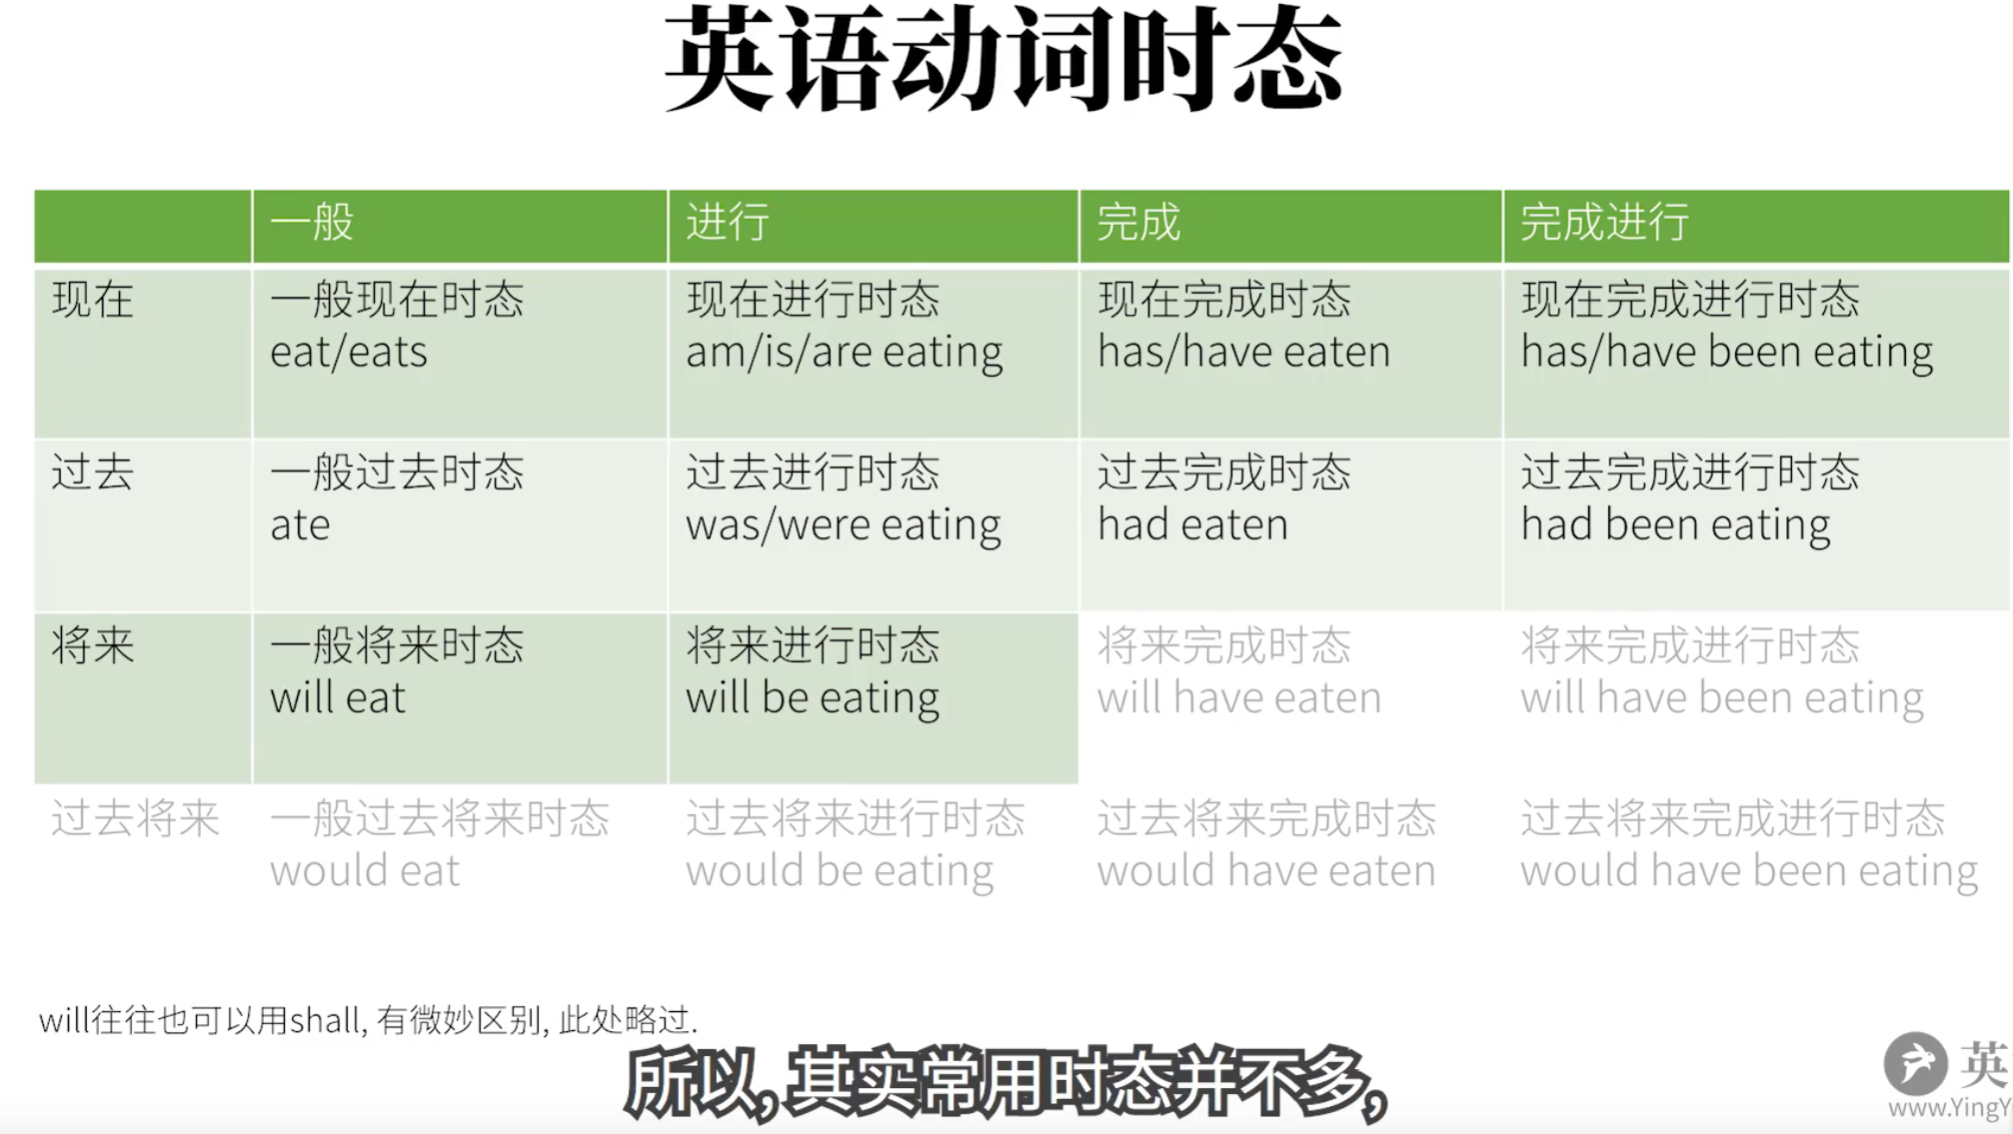 英语动词时态
一般 进行 完成 完成进行
现在 一般现在时态 现在进行时态 现在完成时态 现在完成进行时态
eat/eats am/is/are eating has/have eaten has/have been eating
过去 一般过去时态 过去进行时态 过去完成时态 过去完成进行时态
ate was/were eating had eaten had been eating
将来 一般将来时态 将来进行时态 将来完成时态 将来完成进行时态
will eat will be eating will have eaten will have been eating
过去将来 一般过去将来时态 过去将来进行时态 过去将来完成时态 过去将来完成进行时态
would eat would be eating would have eaten would have been eating
will往往也可以用shall, 有微妙区别, 此处略过.
所以, 其实常用时态并不多,
英
www.YingY